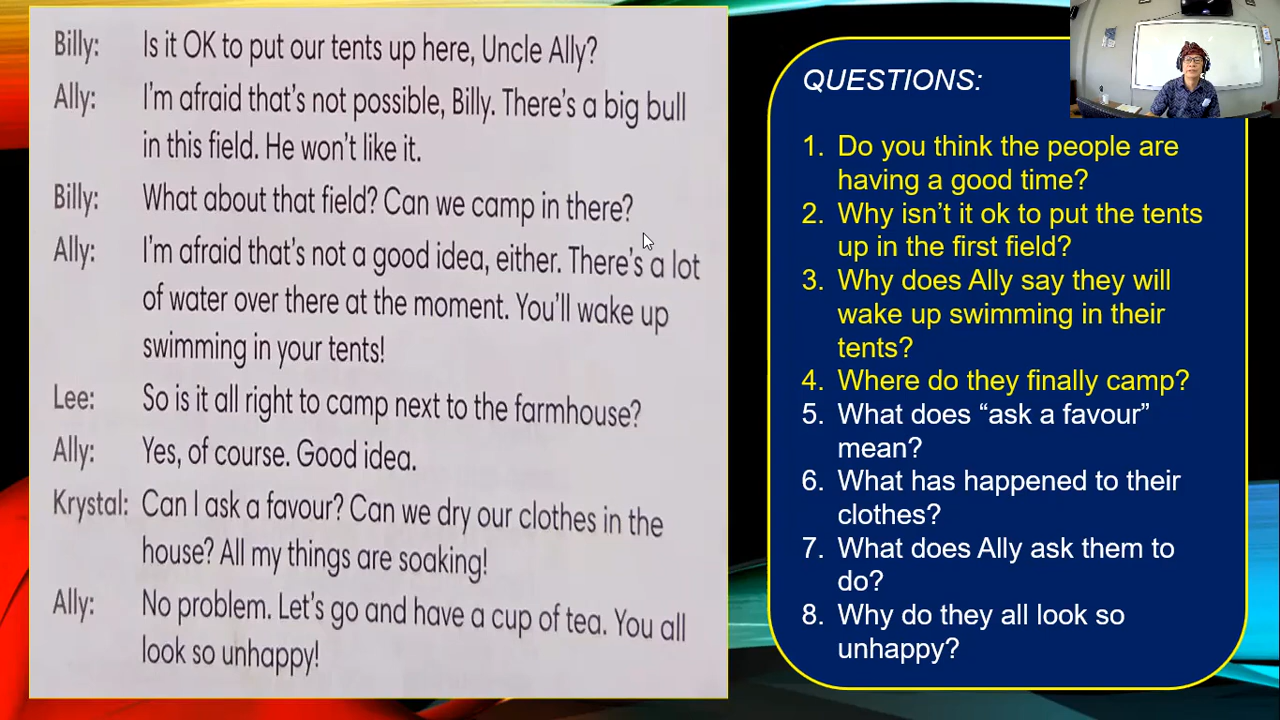 Billy: Is it OK to put our tents up here, Uncle Ally?
Ally: I'm afraid that's not possible, Billy. There's a big bull
in this field. He won't like it.
Billy: What about that field? Can we camp in there?
Ally: I'm afraid that's not a good idea, either. There's a lot
of water over there at the moment. You'll wake up
swimming in your tents!
Lee: So is it all right to camp next to the farmhouse?
Ally: Yes, of course. Good idea.
Krystal: Can I ask a favour? Can we dry our clothes in the
house? All my things are soaking!
Ally: No problem. Let's go and have a cup of tea. You all
look so unhappy!
QUESTIONS:
1. Do you think the people are
having a good time?
2. Why isn't it ok to put the tents
up in the first field?
3. Why does Ally say they will
wake up swimming in their
tents?
4. Where do they finally camp?
5. What does “ask a favour”
mean?
6. What has happened to their
clothes?
7. What does Ally ask them to
do?
8. Why do they all look so
unhappy?